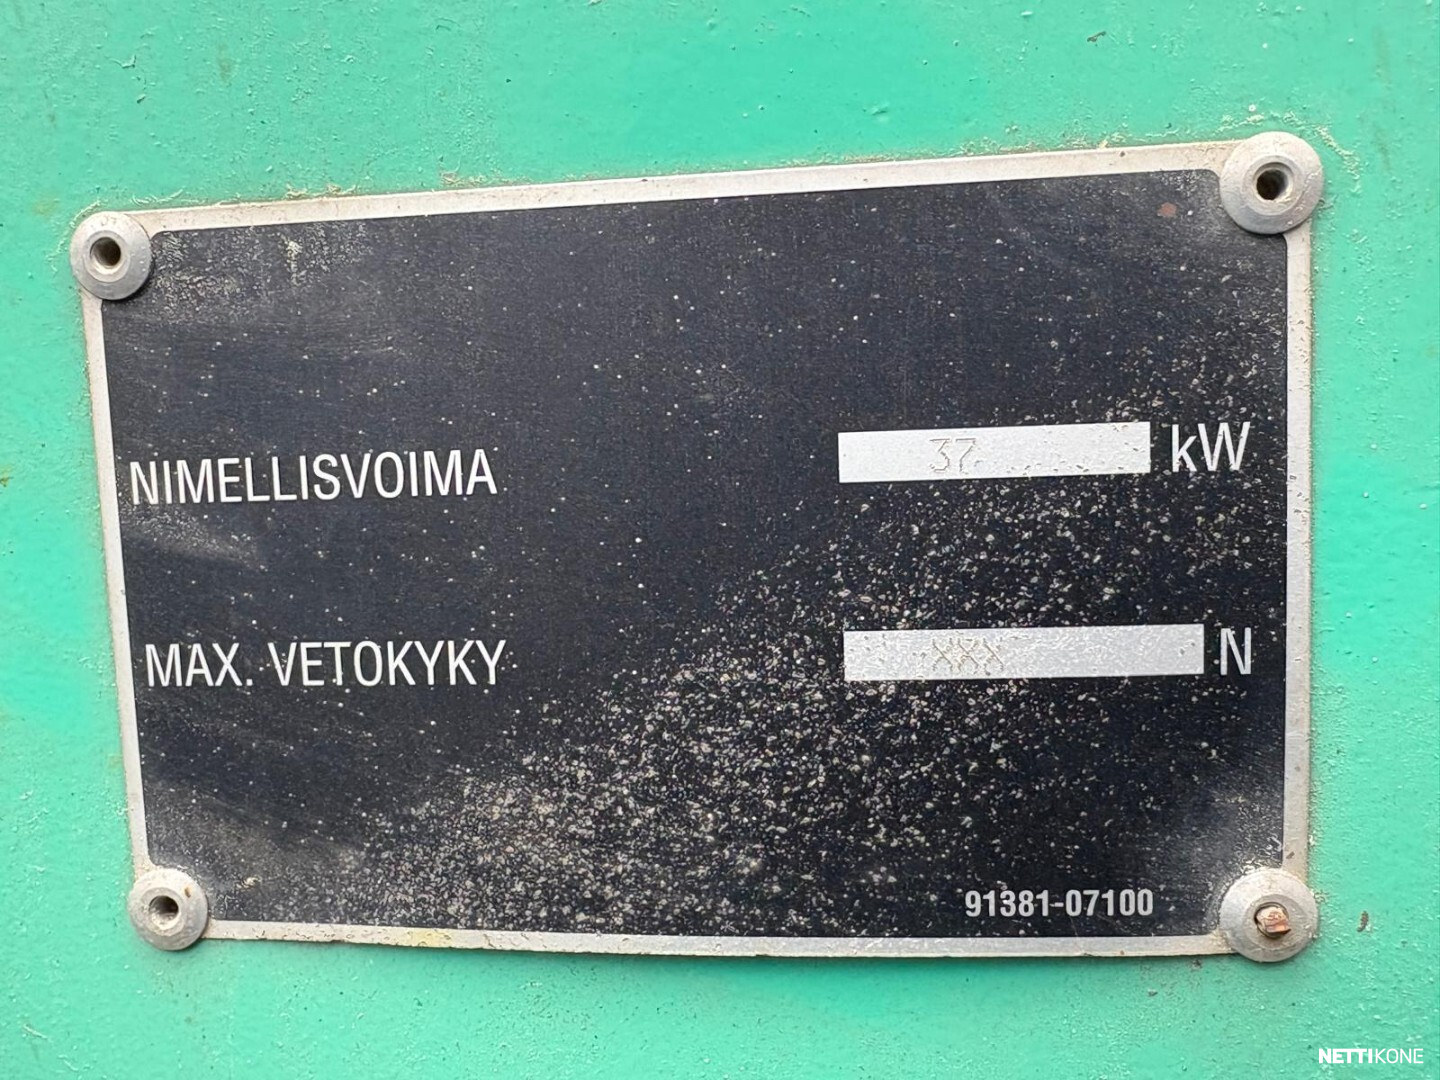 NIMELLISVOIMA 37 kW
MAX. VETOKYKY XXX N
91381-07100
NETTIKONE